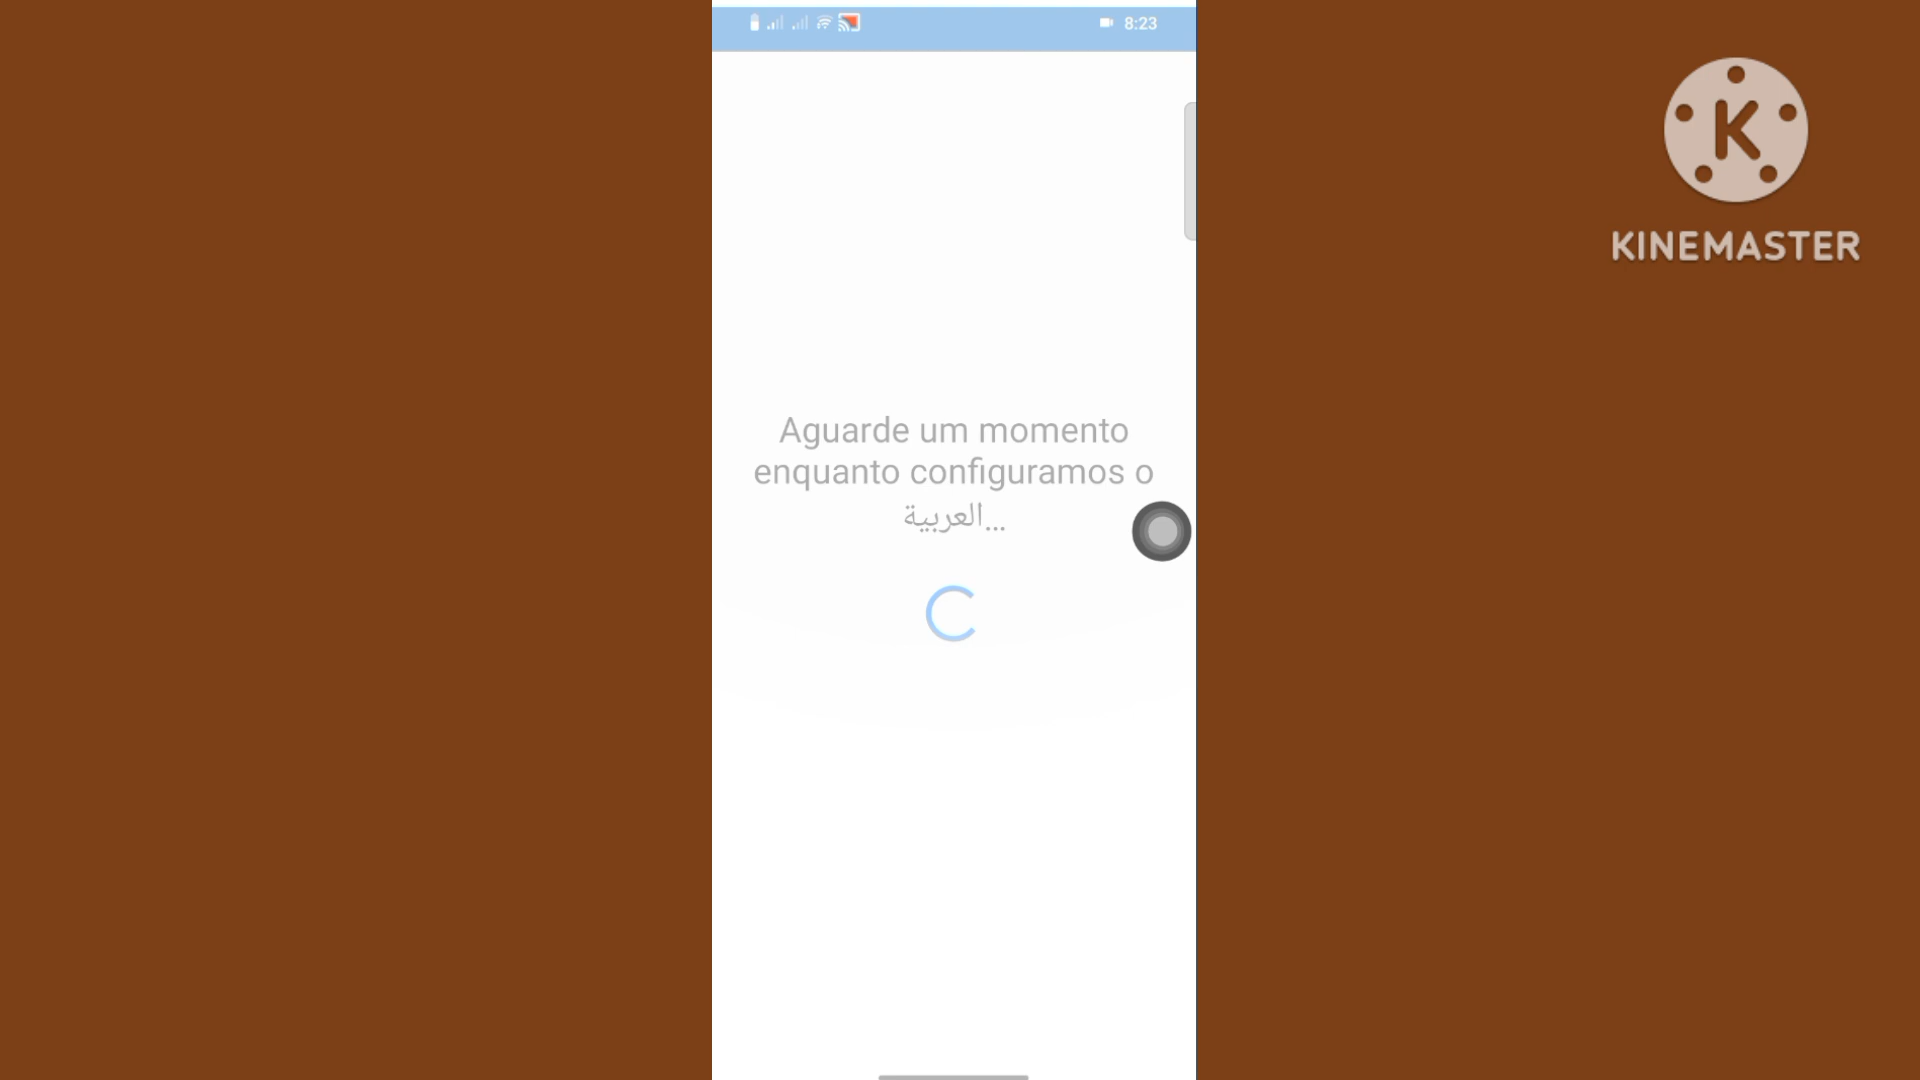 8:23
KINEMASTER
Aguarde um momento
enquanto configuramos o
العربية...